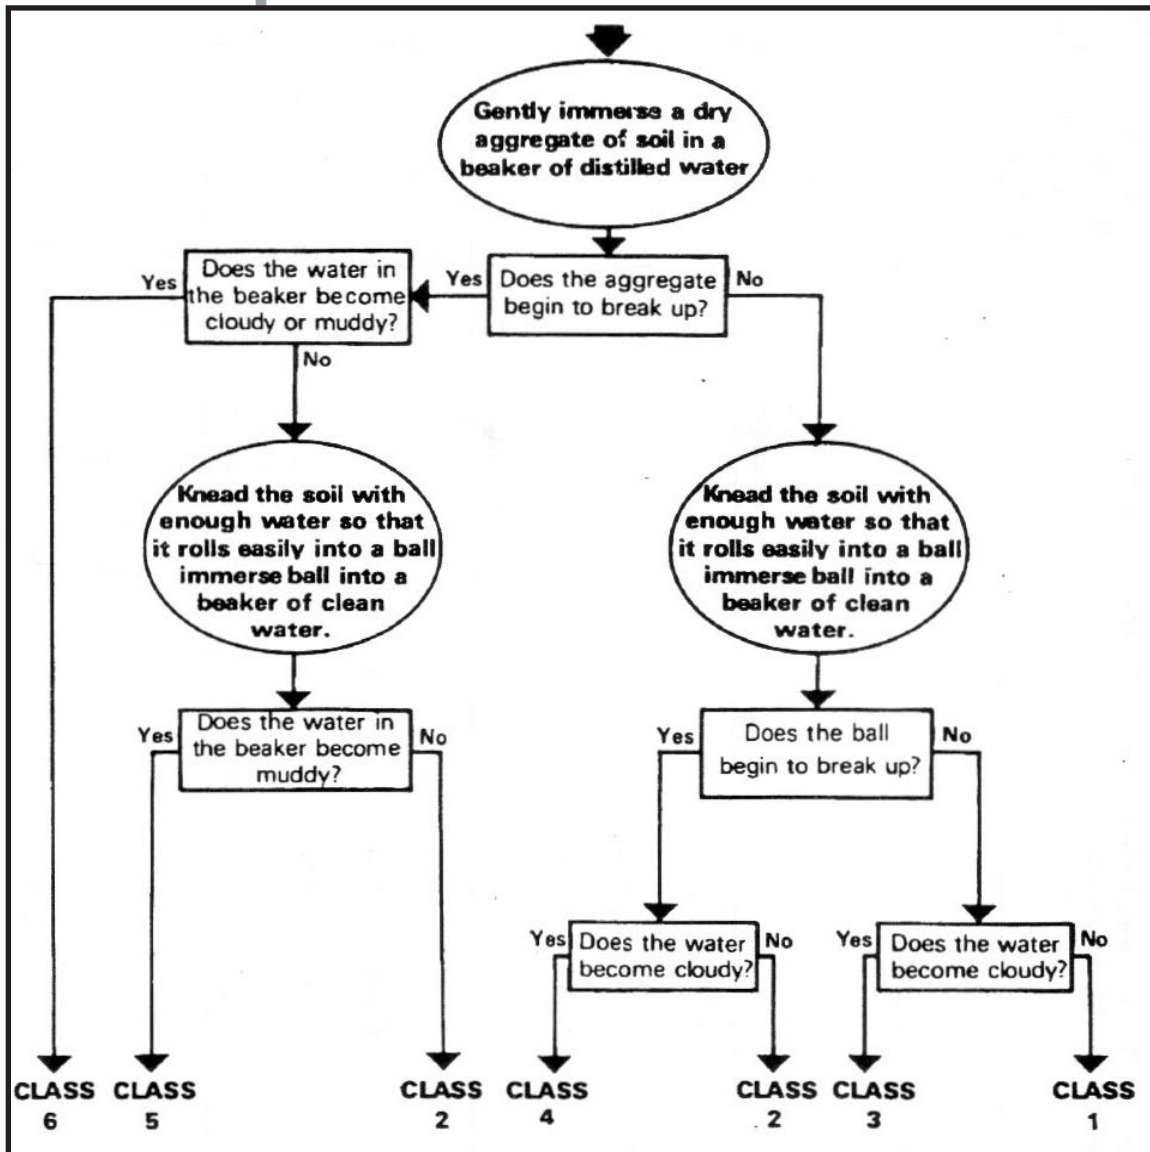 Gently immerse a dry
aggregate of soil in a
beaker of distilled water
Does the water in
the beaker become
cloudy or muddy?
Yes
Yes
Does the aggregate
begin to break up?
No
No
Knead the soil with
enough water so that
it rolls easily into a ball
immerse ball into a
beaker of clean
water.
Knead the soil with
enough water so that
it rolls easily into a ball
immerse ball into a
beaker of clean
water.
Yes
Does the water in
the beaker become
muddy?
No
Yes
Does the ball
begin to break up?
No
Yes
Does the water
become cloudy?
No
Yes
Does the water
become cloudy?
No
CLASS
6
CLASS
5
CLASS
2
CLASS
4
CLASS
2
CLASS
3
CLASS
1